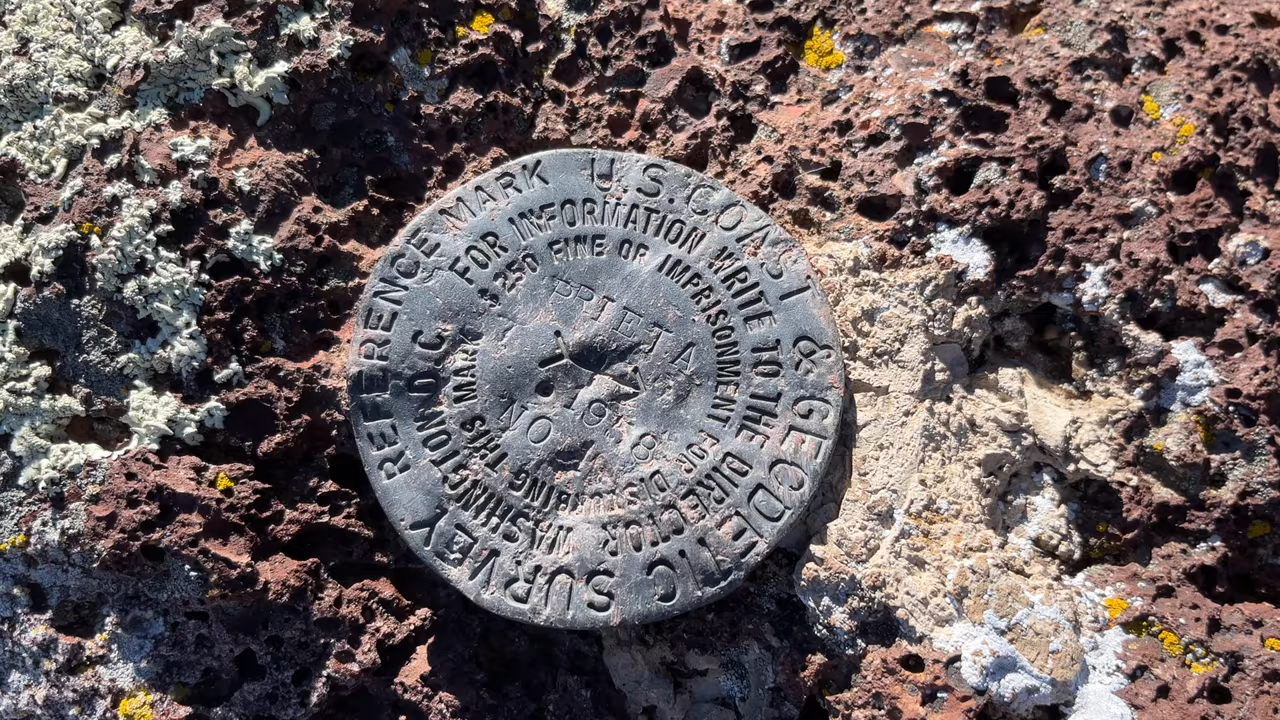 U.S. COAST & GEODETIC SURVEY
REFERENCE MARK
FOR INFORMATION WRITE TO THE DIRECTOR WASHINGTON D.C.
$250 FINE OR IMPRISONMENT FOR DISTURBING THIS MARK
PRIETA
NO